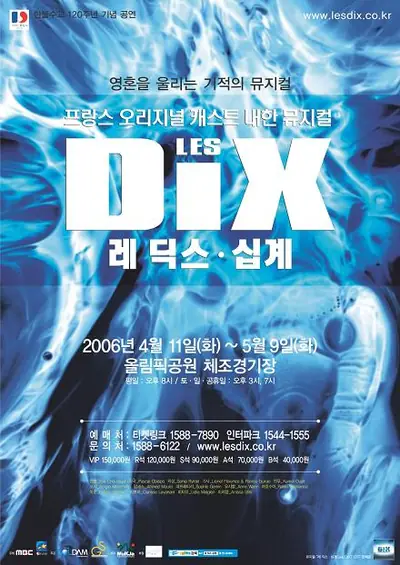 한불수교 120주년 기념 공연
www.lesdix.co.kr
영혼을 울리는 기적의 뮤지컬
프랑스 오리지널 캐스트 내한 뮤지컬
LES
DiX
레 딕스·십계
2006년 4월 11일(화) ~ 5월 9일(화)
올림픽공원 체조경기장
평일 : 오후 8시 / 토·일·공휴일 : 오후 3시, 7시
예 매 처 : 티켓링크 1588-7890 인터파크 1544-1555
문 의 처 : 1588-6122 / www.lesdix.co.kr
VIP 150,000원 R석 120,000원 S석 90,000원 A석 70,000원 B석 40,000원
MBC
DAM